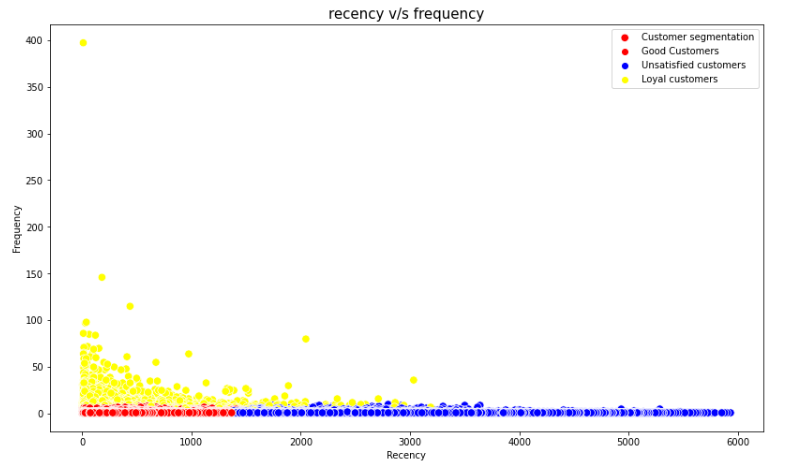 recency v/s frequency
Customer segmentation
Good Customers
Unsatisfied customers
Loyal customers
400
350
300
250
200
150
100
50
0
Frequency
0 1000 2000 3000 4000 5000 6000
Recency